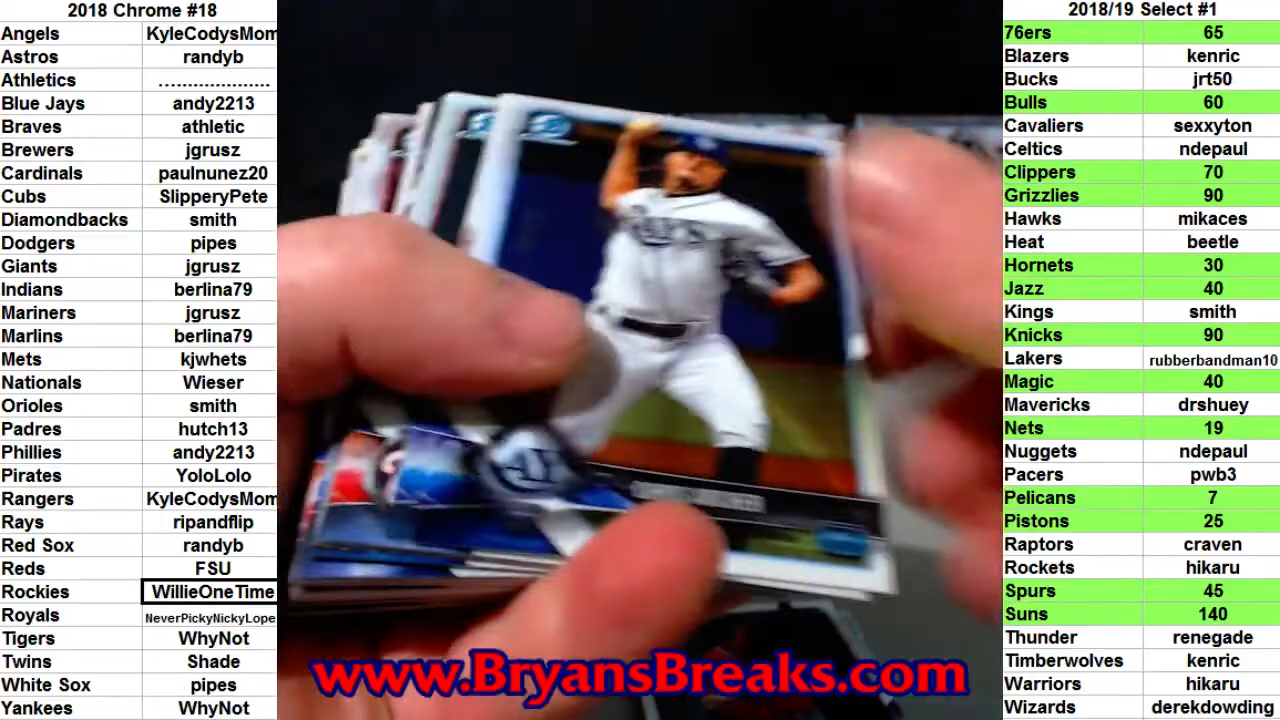 2018 Chrome #18
Angels KyleCodysMom
Astros randyb
Athletics ....................
Blue Jays andy2213
Braves athletic
Brewers jgrusz
Cardinals paulnunez20
Cubs SlipperyPete
Diamondbacks smith
Dodgers pipes
Giants jgrusz
Indians berlina79
Mariners jgrusz
Marlins berlina79
Mets kjwhets
Nationals Wieser
Orioles smith
Padres hutch13
Phillies andy2213
Pirates YoloLolo
Rangers KyleCodysMom
Rays ripandflip
Red Sox randyb
Reds FSU
Rockies WillieOneTime
Royals NeverPickyNickyLope
Tigers WhyNot
Twins Shade
White Sox pipes
Yankees WhyNot
RAYS
www.BryansBreaks.com
2018/19 Select #1
76ers 65
Blazers kenric
Bucks jrt50
Bulls 60
Cavaliers sexxyton
Celtics ndepaul
Clippers 70
Grizzlies 90
Hawks mikaces
Heat beetle
Hornets 30
Jazz 40
Kings smith
Knicks 90
Lakers rubberbandman10
Magic 40
Mavericks drshuey
Nets 19
Nuggets ndepaul
Pacers pwb3
Pelicans 7
Pistons 25
Raptors craven
Rockets hikaru
Spurs 45
Suns 140
Thunder renegade
Timberwolves kenric
Warriors hikaru
Wizards derekdowding